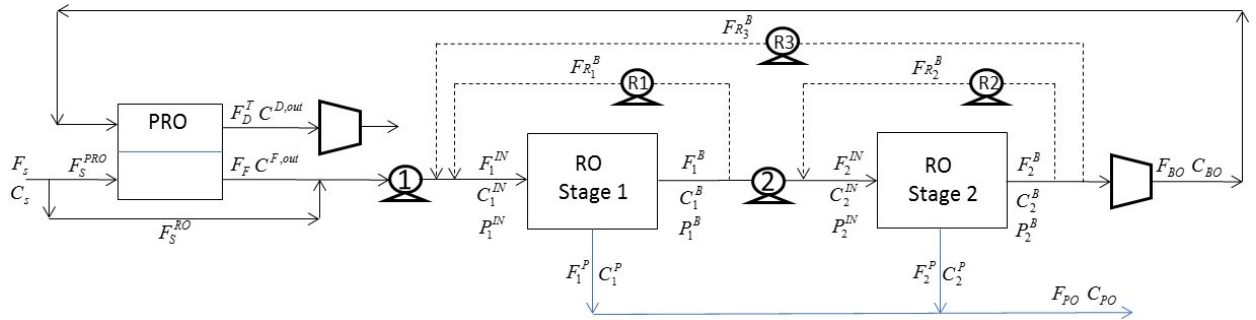 F_{R_3}^{B}
R3
F_{R_1}^{B}
R1
F_{R_2}^{B}
R2
PRO
F_D^T C^{D,out}
F_s
F_S^{PRO}
C_s
F_F C^{F,out}
F_S^{RO}
1
F_1^{IN}
C_1^{IN}
P_1^{IN}
RO
Stage 1
F_1^B
C_1^B
P_1^B
2
F_2^{IN}
C_2^{IN}
P_2^{IN}
RO
Stage 2
F_2^B
C_2^B
P_2^B
F_{BO} C_{BO}
F_1^P C_1^P
F_2^P C_2^P
F_{PO} C_{PO}